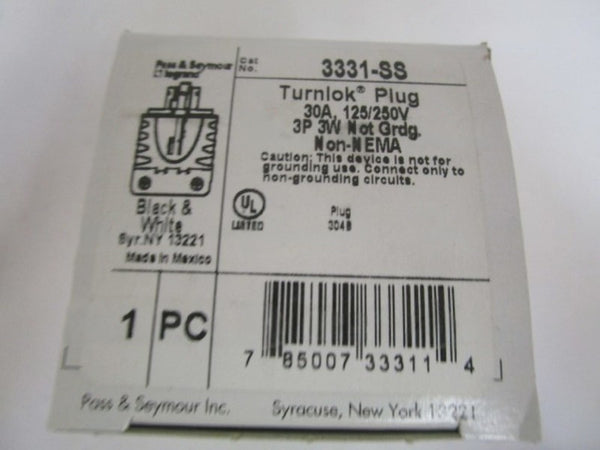 Pass & Seymour
legrand
Cat
No.
3331-SS
Turnlok® Plug
30A, 125/250V
3P 3W Not Grdg.
Non-NEMA
Caution: This device is not for
grounding use. Connect only to
non-grounding circuits.
Black &
White
Syr.NY 13221
Made in Mexico
UL
LISTED
Plug
304B
1 PC
7 85007 33311 4
Pass & Seymour Inc. Syracuse, New York 13221